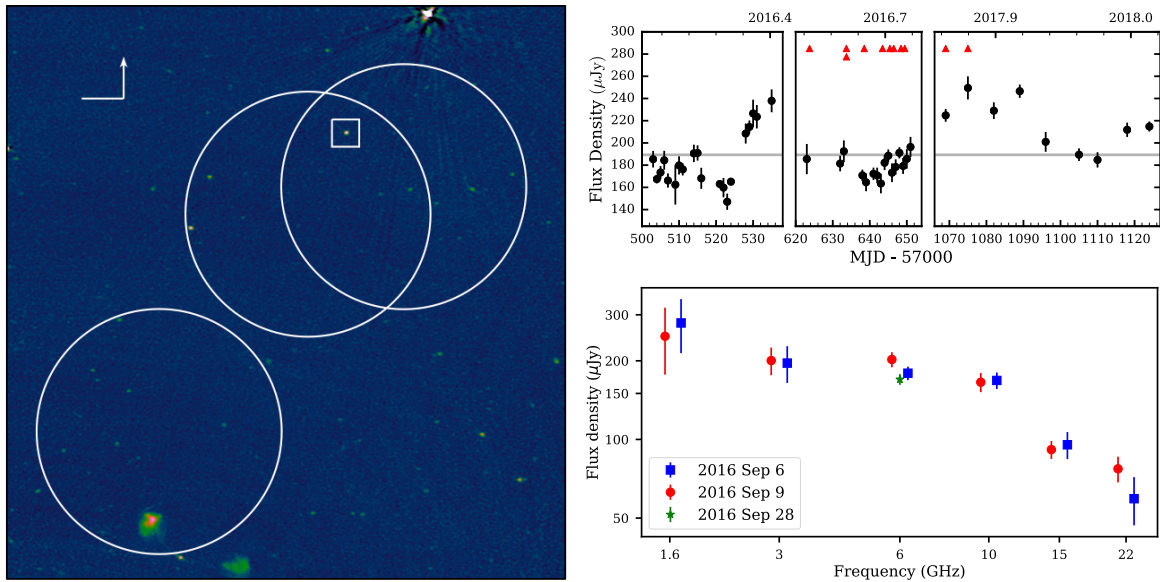 2016.4 2016.7 2017.9 2018.0
300
280
260
240
220
200
180
160
140
Flux Density (μJy)
500 510 520 530 620 630 640 650 1070 1080 1090 1100 1110 1120
MJD - 57000
300
200
150
100
50
Flux density (μJy)
2016 Sep 6
2016 Sep 9
2016 Sep 28
1.6 3 6 10 15 22
Frequency (GHz)